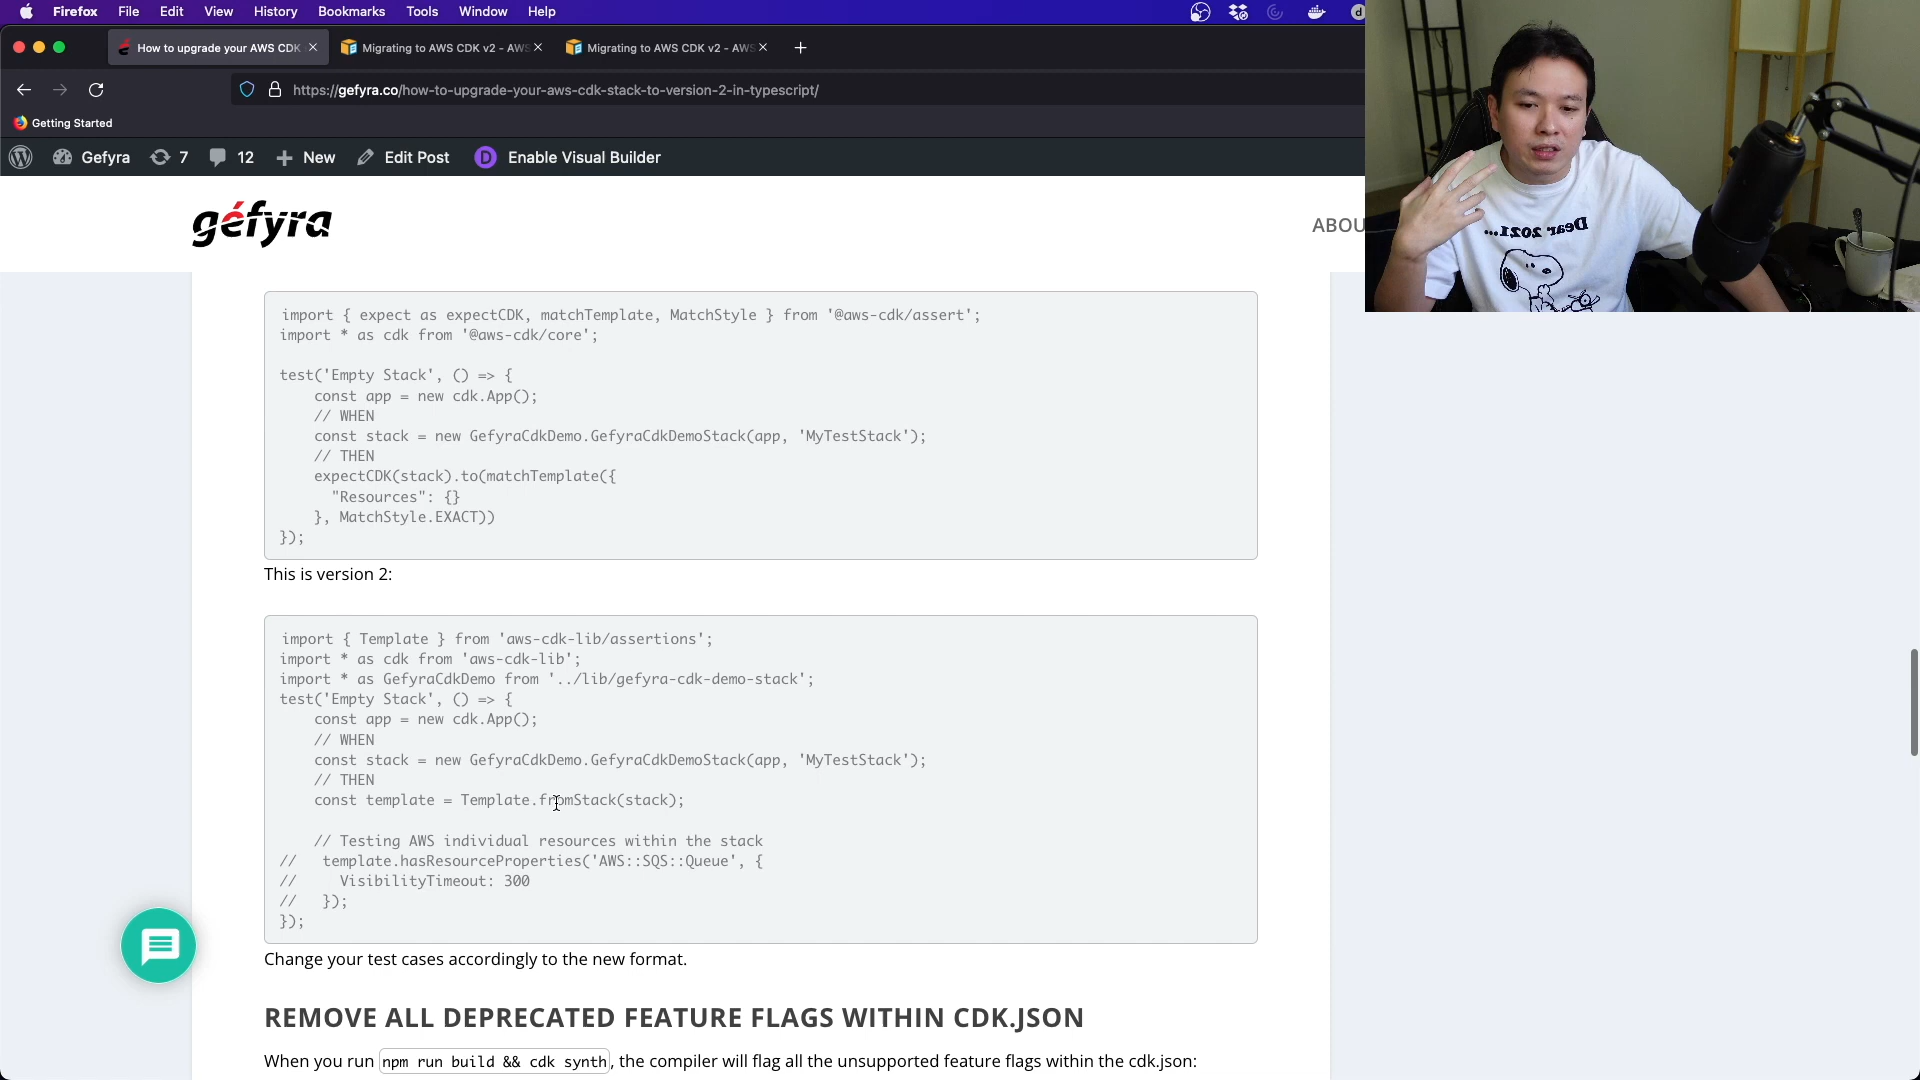 Firefox File Edit View History Bookmarks Tools Window Help
How to upgrade your AWS CDK
Migrating to AWS CDK v2 - AWS
Migrating to AWS CDK v2 - AWS
https://gefyra.co/how-to-upgrade-your-aws-cdk-stack-to-version-2-in-typescript/
Getting Started
Gefyra 7 12 New Edit Post D Enable Visual Builder
géfyra
ABOU
Dear 2021...
import { expect as expectCDK, matchTemplate, MatchStyle } from '@aws-cdk/assert';
import * as cdk from '@aws-cdk/core';
test('Empty Stack', () => {
const app = new cdk.App();
// WHEN
const stack = new GefyraCdkDemo.GefyraCdkDemoStack(app, 'MyTestStack');
// THEN
expectCDK(stack).to(matchTemplate({
"Resources": {}
}, MatchStyle.EXACT))
});
This is version 2:
import { Template } from 'aws-cdk-lib/assertions';
import * as cdk from 'aws-cdk-lib';
import * as GefyraCdkDemo from '../lib/gefyra-cdk-demo-stack';
test('Empty Stack', () => {
const app = new cdk.App();
// WHEN
const stack = new GefyraCdkDemo.GefyraCdkDemoStack(app, 'MyTestStack');
// THEN
const template = Template.fromStack(stack);
// Testing AWS individual resources within the stack
// template.hasResourceProperties('AWS::SQS::Queue', {
// VisibilityTimeout: 300
// });
});
Change your test cases accordingly to the new format.
REMOVE ALL DEPRECATED FEATURE FLAGS WITHIN CDK.JSON
When you run npm run build && cdk synth, the compiler will flag all the unsupported feature flags within the cdk.json: